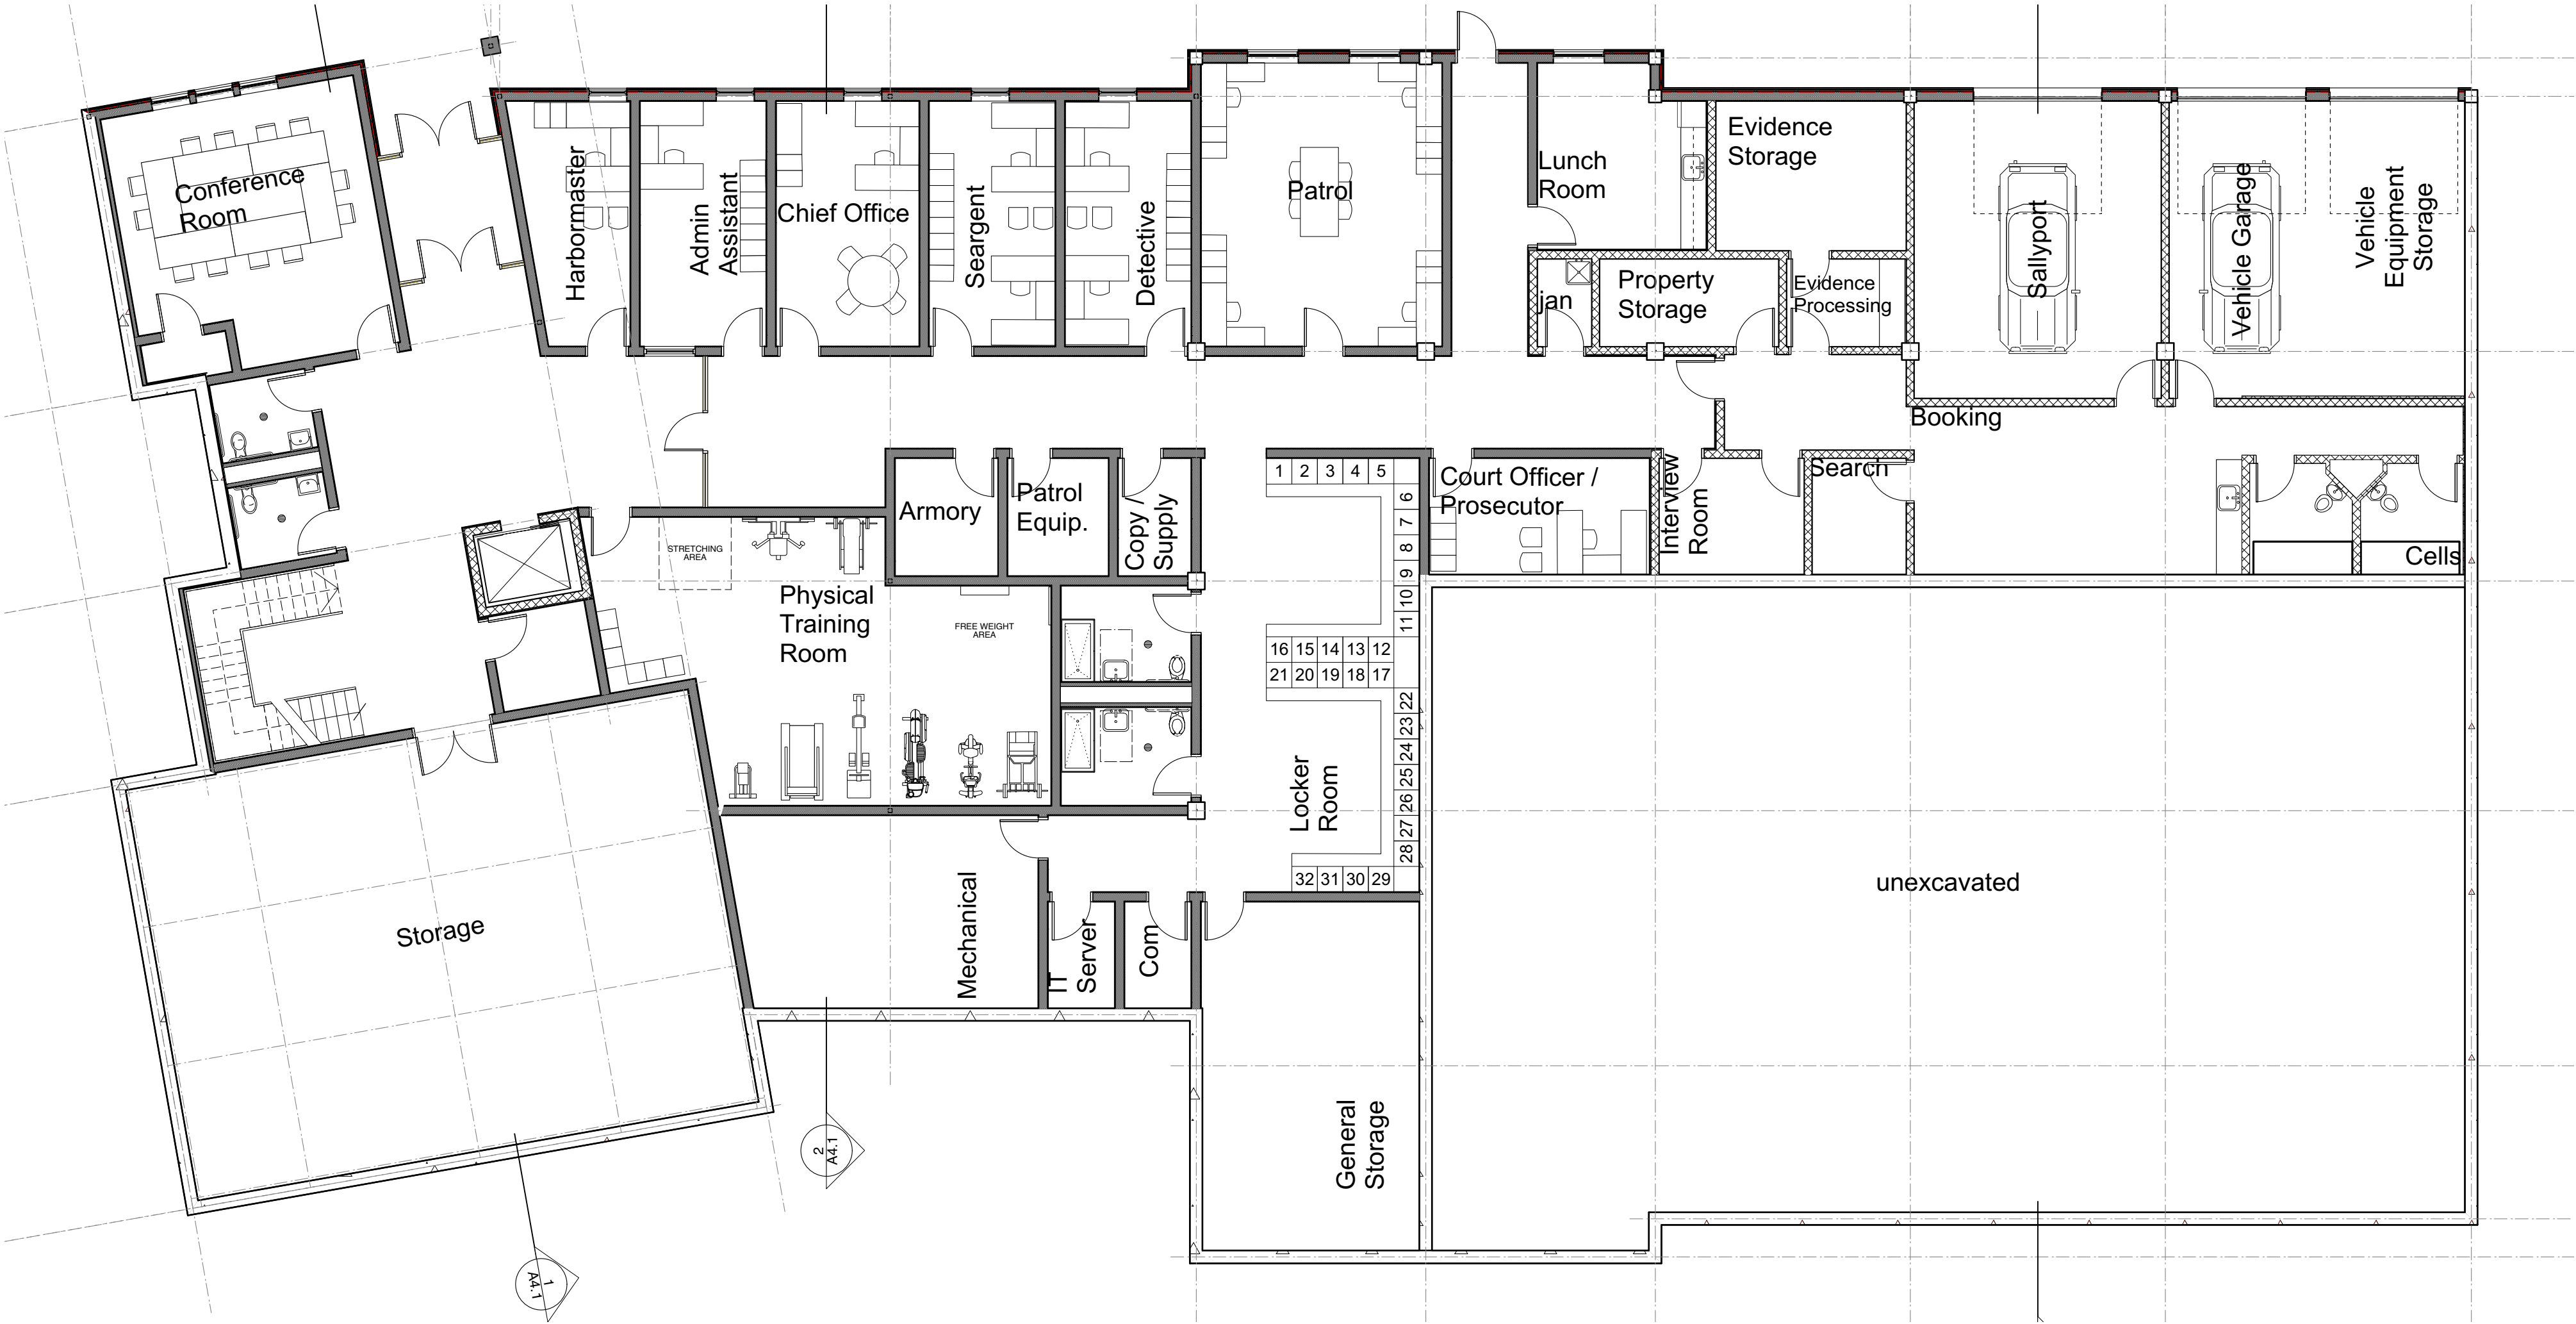 Conference
Room
Harbormaster
Admin
Assistant
Chief Office
Seargent
Detective
Patrol
Lunch
Room
Evidence
Storage
jan
Property
Storage
Evidence
Processing
Sallyport
Vehicle Garage
Vehicle
Equipment
Storage
Booking
Search
Cells
Interview
Room
Court Officer /
Prosecutor
Armory
Patrol
Equip.
Copy /
Supply
STRETCHING
AREA
Physical
Training
Room
FREE WEIGHT
AREA
1 2 3 4 5
6
7
8
9
10
11
16 15 14 13 12
21 20 19 18 17
22
23
24
25
26
27
28
32 31 30 29
Locker
Room
Mechanical
IT
Server
Com
Storage
General
Storage
unexcavated
2
A4.1
1
A4.1